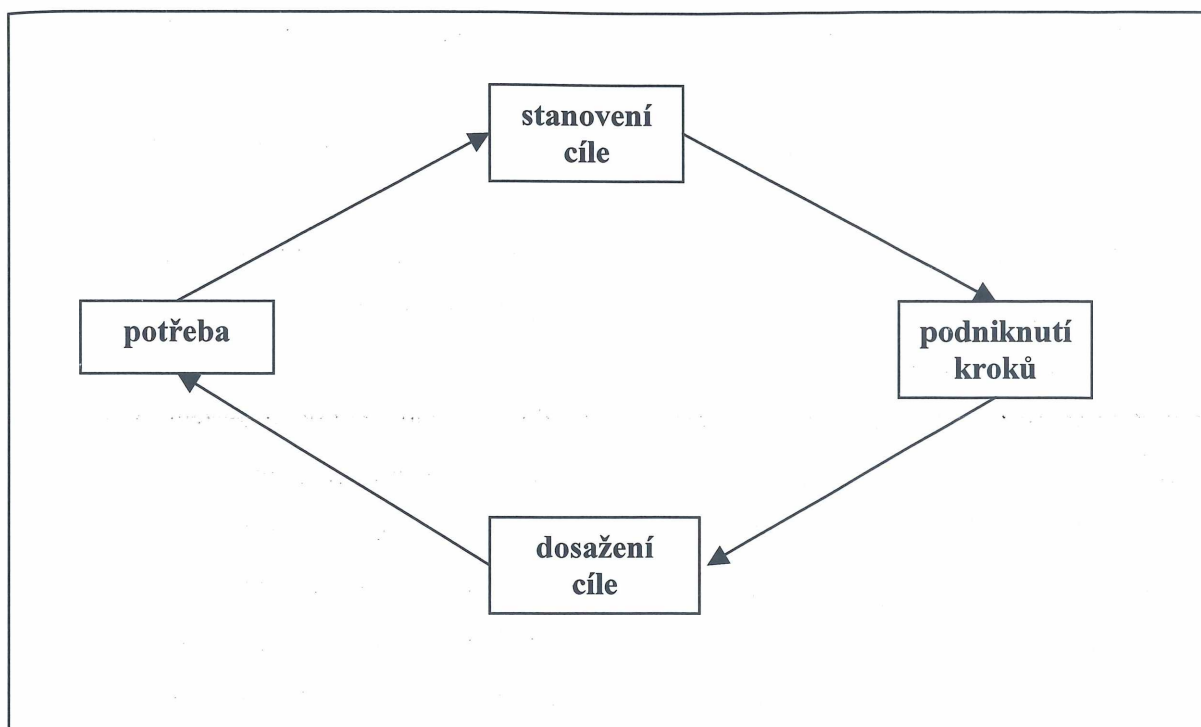 stanovení
cíle
potřeba
podniknutí
kroků
dosažení
cíle